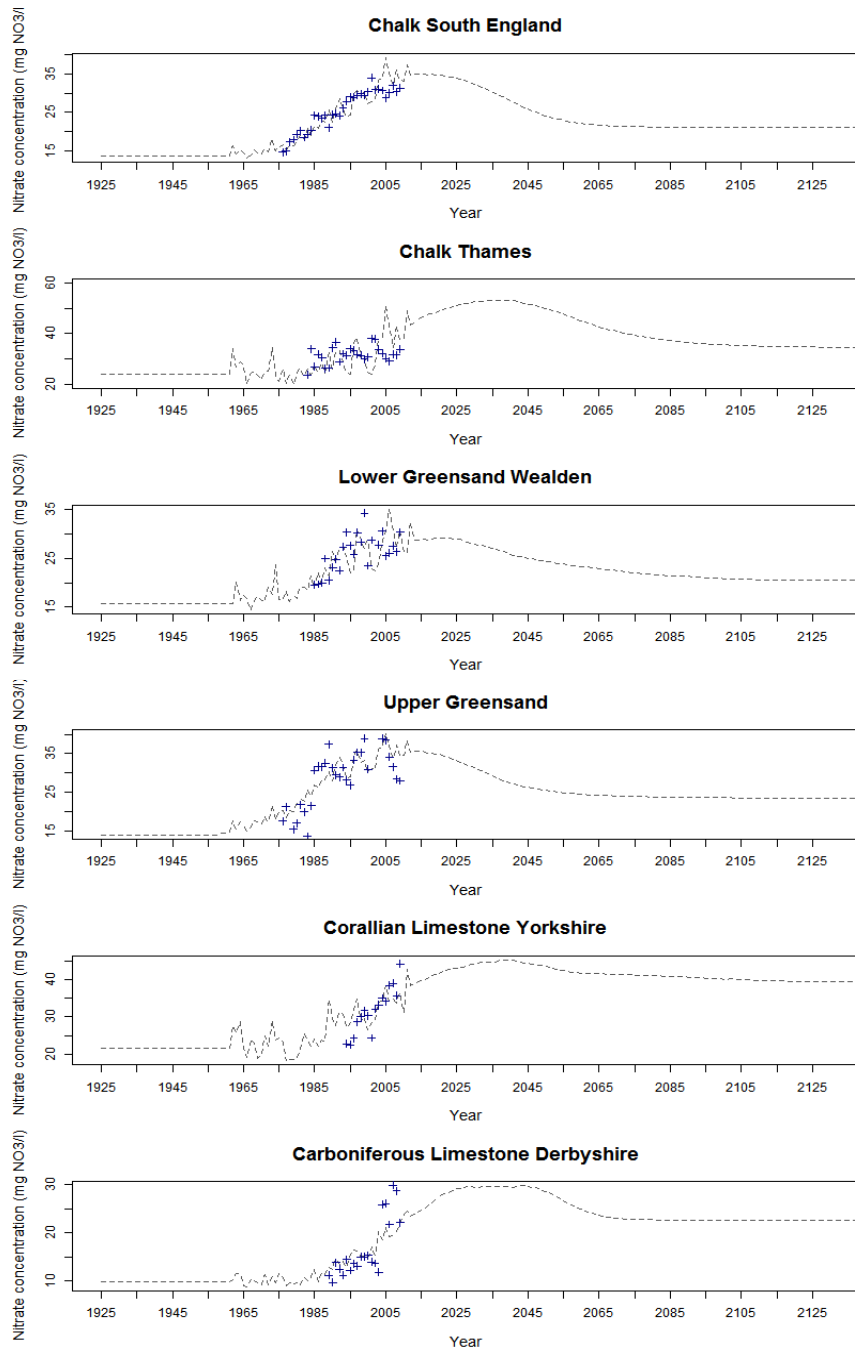 Chalk South England
Nitrate concentration (mg NO3/l
35
25
15
1925 1945 1965 1985 2005 2025 2045 2065 2085 2105 2125
Year
Chalk Thames
Nitrate concentration (mg NO3/l)
60
40
20
1925 1945 1965 1985 2005 2025 2045 2065 2085 2105 2125
Year
Lower Greensand Wealden
Nitrate concentration (mg NO3/l)
35
25
15
1925 1945 1965 1985 2005 2025 2045 2065 2085 2105 2125
Year
Upper Greensand
Nitrate concentration (mg NO3/l)
35
25
15
1925 1945 1965 1985 2005 2025 2045 2065 2085 2105 2125
Year
Corallian Limestone Yorkshire
Nitrate concentration (mg NO3/l)
40
30
20
1925 1945 1965 1985 2005 2025 2045 2065 2085 2105 2125
Year
Carboniferous Limestone Derbyshire
Nitrate concentration (mg NO3/l)
30
20
10
1925 1945 1965 1985 2005 2025 2045 2065 2085 2105 2125
Year